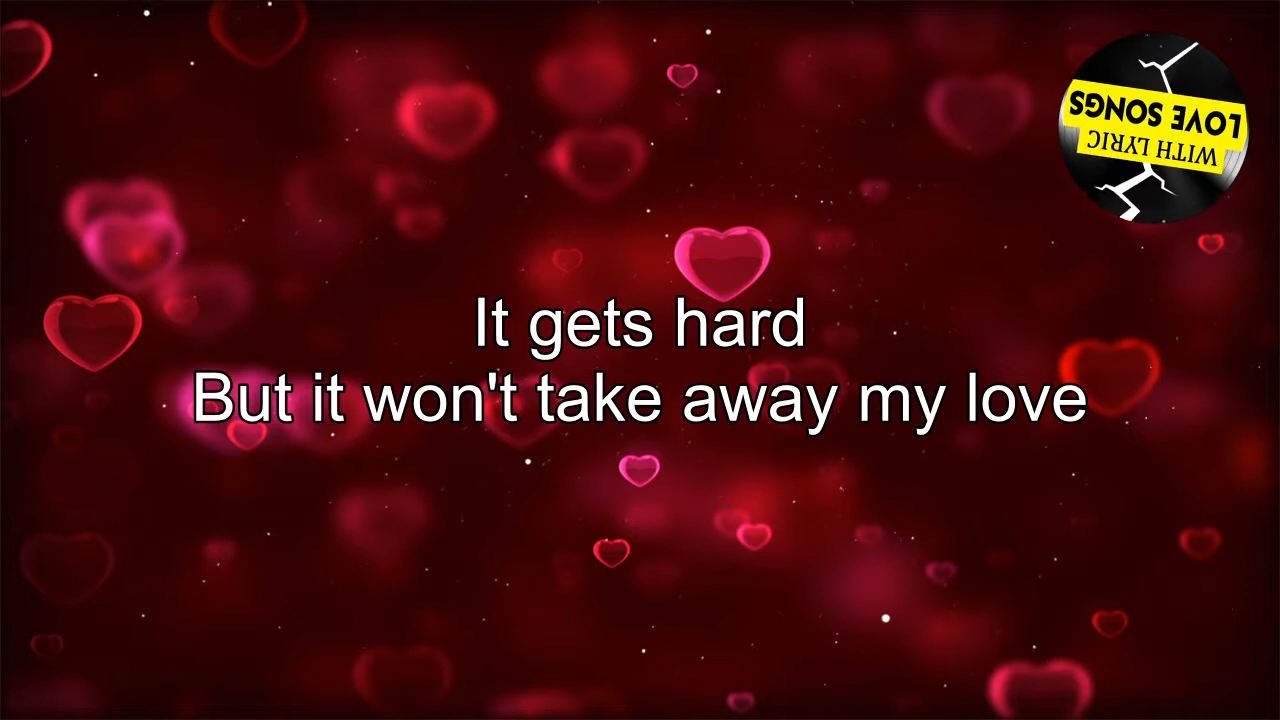 LOVE SONGS
WITH LYRIC
It gets hard
But it won't take away my love